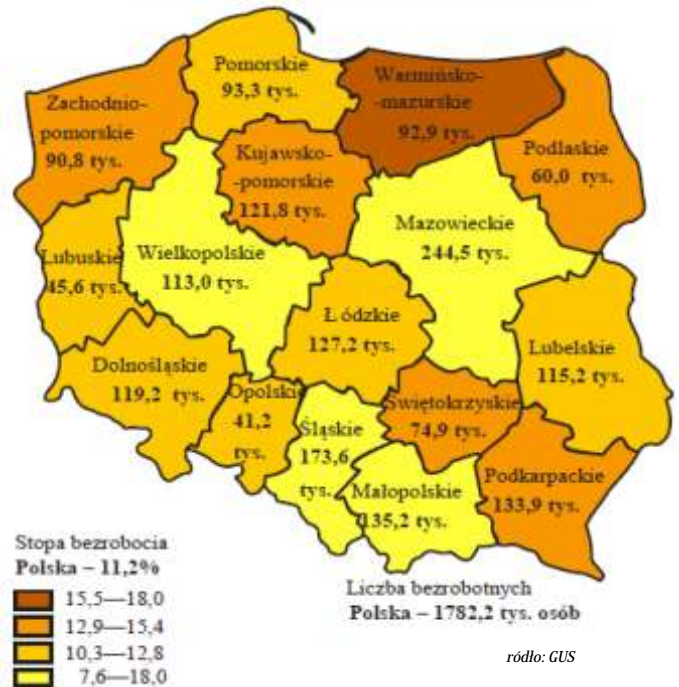 Pomorskie
93,3 tys.
Warmińsko-
-mazurskie
92,9 tys.
Zachodnio-
pomorskie
90,8 tys.
Podlaskie
60,0 tys.
Kujawsko-
-pomorskie
121,8 tys.
Mazowieckie
244,5 tys.
Lubuskie
45,6 tys.
Wielkopolskie
113,0 tys.
Łódzkie
127,2 tys.
Lubelskie
115,2 tys.
Dolnośląskie
119,2 tys.
Opolskie
41,2
tys.
Śląskie
173,6
tys.
Świętokrzyskie
74,9 tys.
Małopolskie
135,2 tys.
Podkarpackie
133,9 tys.
Stopa bezrobocia
Polska – 11,2%
15,5—18,0
12,9—15,4
10,3—12,8
7,6—18,0
Liczba bezrobotnych
Polska – 1782,2 tys. osób
ródło: GUS